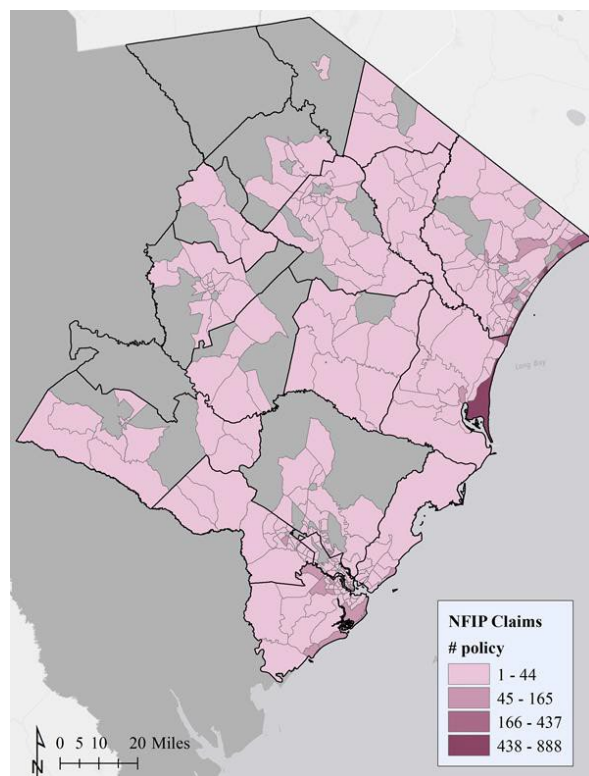 Long Bay
NFIP Claims
# policy
1 - 44
45 - 165
166 - 437
438 - 888
N
0 5 10 20 Miles